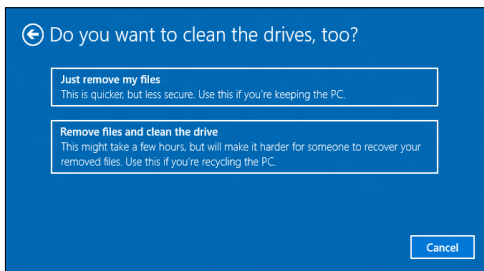 Do you want to clean the drives, too?
Just remove my files
This is quicker, but less secure. Use this if you're keeping the PC.
Remove files and clean the drive
This might take a few hours, but will make it harder for someone to recover your
removed files. Use this if you're recycling the PC.
Cancel